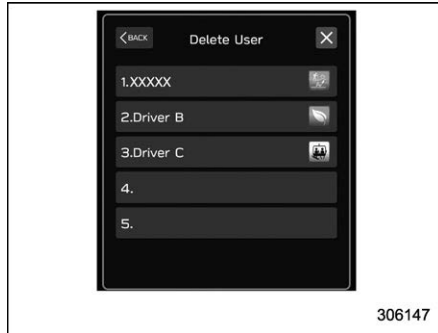 BACK Delete User X
1.XXXXX
2.Driver B
3.Driver C
4.
5.
306147